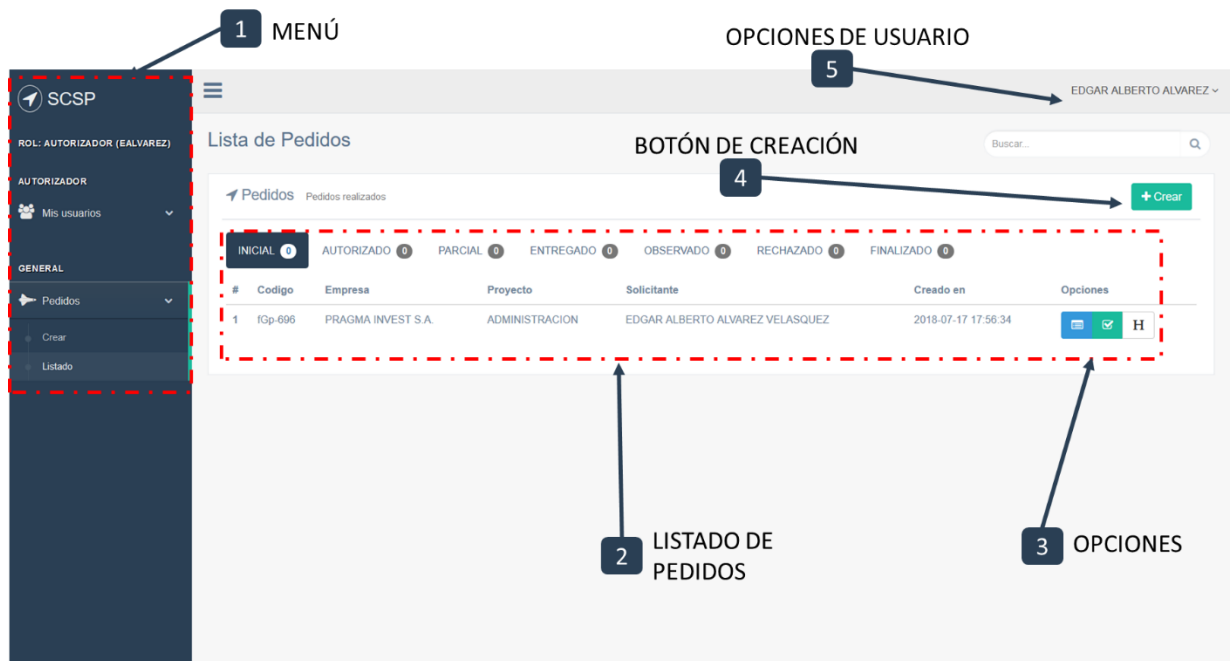 1 MENÚ
OPCIONES DE USUARIO
5
SCSP
EDGAR ALBERTO ALVAREZ
ROL: AUTORIZADOR (EALVAREZ)
Lista de Pedidos
BOTÓN DE CREACIÓN
Buscar...
4
AUTORIZADOR
Mis usuarios
Pedidos Pedidos realizados
+ Crear
INICIAL 0 AUTORIZADO 0 PARCIAL 0 ENTREGADO 0 OBSERVADO 0 RECHAZADO 0 FINALIZADO 0
GENERAL
Pedidos
Crear
Listado
# Codigo Empresa Proyecto Solicitante Creado en Opciones
1 fGp-696 PRAGMA INVEST S.A. ADMINISTRACION EDGAR ALBERTO ALVAREZ VELASQUEZ 2018-07-17 17:56:34 H
2 LISTADO DE
PEDIDOS
3 OPCIONES